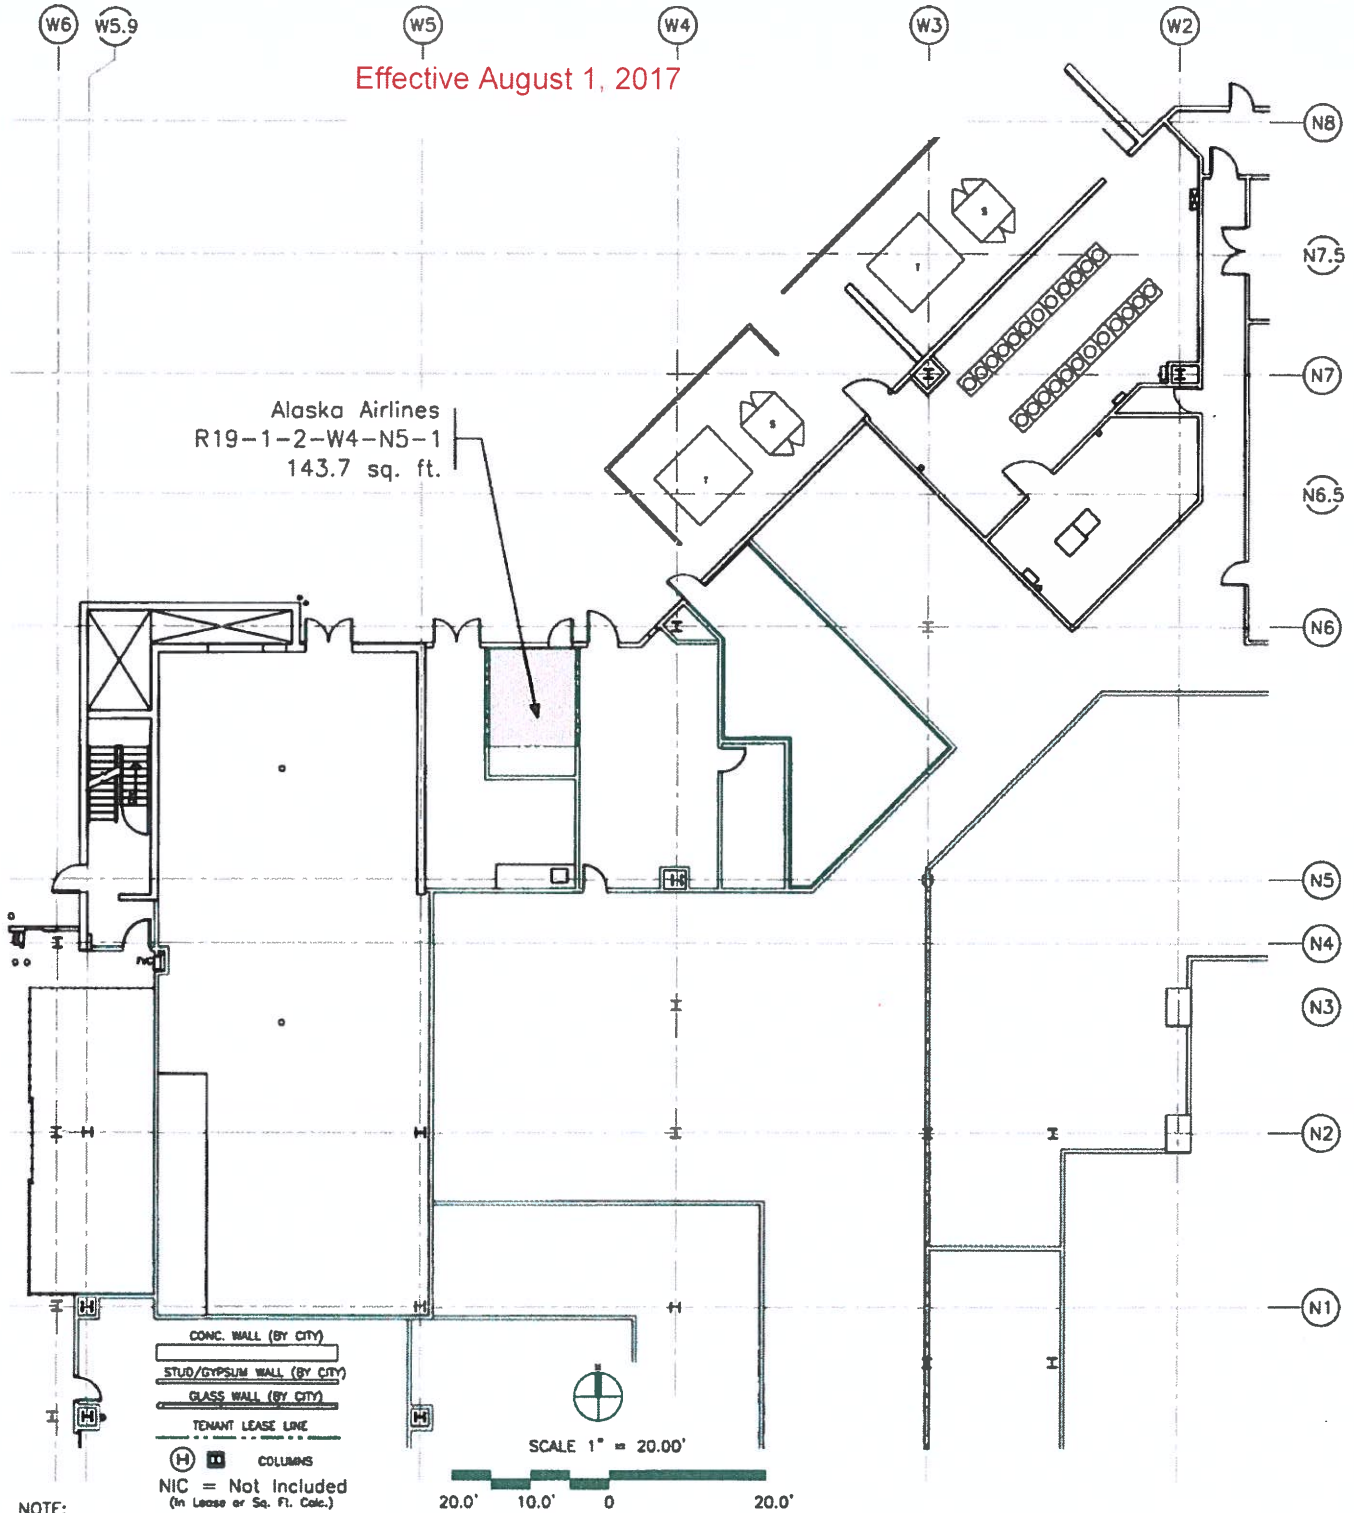 W6 W5.9 W5 W4 W3 W2
Effective August 1, 2017
N8
S
T
N7.5
N7
Alaska Airlines
R19-1-2-W4-N5-1
143.7 sq. ft.
S
T
N6.5
N6
N5
N4
N3
N2
N1
CONC. WALL (BY CITY)
STUD/GYPSUM WALL (BY CITY)
GLASS WALL (BY CITY)
TENANT LEASE LINE
H H COLUMNS
NIC = Not Included
(In Lease or Sq. Ft. Calc.)
N
SCALE 1" = 20.00'
20.0' 10.0' 0 20.0'
NOTE: